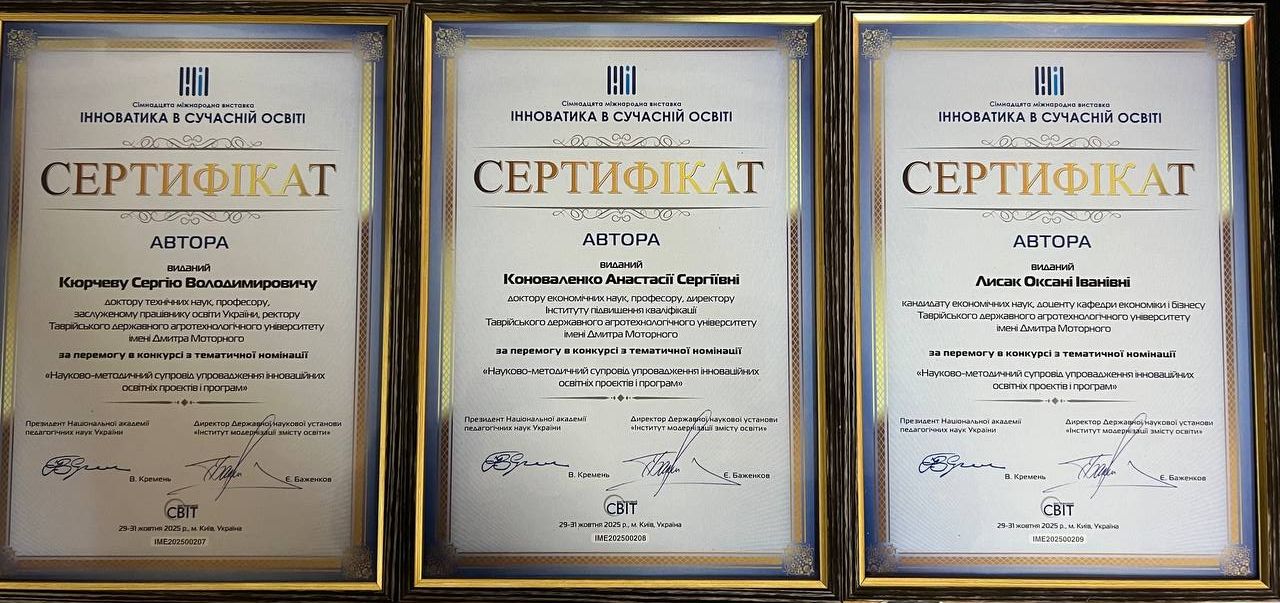 Сімнадцята міжнародна виставка
ІННОВАТИКА В СУЧАСНІЙ ОСВІТІ
СЕРТИФІКАТ
АВТОРА
виданий
Кюрчеву Сергію Володимировичу
доктору технічних наук, професору,
заслуженому працівнику освіти України, ректору
Таврійського державного агротехнологічного університету
імені Дмитра Моторного
за перемогу в конкурсі з тематичної номінації
«Науково-методичний супровід упровадження інноваційних
освітніх проєктів і програм»
Президент Національної академії
педагогічних наук України
В. Кремень
Директор Державної наукової установи
«Інститут модернізації змісту освіти»
Є. Баженков
СВІТ
29-31 жовтня 2025 р., м. Київ, Україна
IME202500207
Сімнадцята міжнародна виставка
ІННОВАТИКА В СУЧАСНІЙ ОСВІТІ
СЕРТИФІКАТ
АВТОРА
виданий
Коноваленко Анастасії Сергіївні
доктору економічних наук, професору, директору
Інституту підвищення кваліфікації
Таврійського державного агротехнологічного університету
імені Дмитра Моторного
за перемогу в конкурсі з тематичної номінації
«Науково-методичний супровід упровадження інноваційних
освітніх проєктів і програм»
Президент Національної академії
педагогічних наук України
В. Кремень
Директор Державної наукової установи
«Інститут модернізації змісту освіти»
Є. Баженков
СВІТ
29-31 жовтня 2025 р., м. Київ, Україна
IME202500208
Сімнадцята міжнародна виставка
ІННОВАТИКА В СУЧАСНІЙ ОСВІТІ
СЕРТИФІКАТ
АВТОРА
виданий
Лисак Оксані Іванівні
кандидату економічних наук, доценту кафедри економіки і бізнесу
Таврійського державного агротехнологічного університету
імені Дмитра Моторного
за перемогу в конкурсі з тематичної номінації
«Науково-методичний супровід упровадження інноваційних
освітніх проєктів і програм»
Президент Національної академії
педагогічних наук України
В. Кремень
Директор Державної наукової установи
«Інститут модернізації змісту освіти»
Є. Баженков
СВІТ
29-31 жовтня 2025 р., м. Київ, Україна
IME202500209